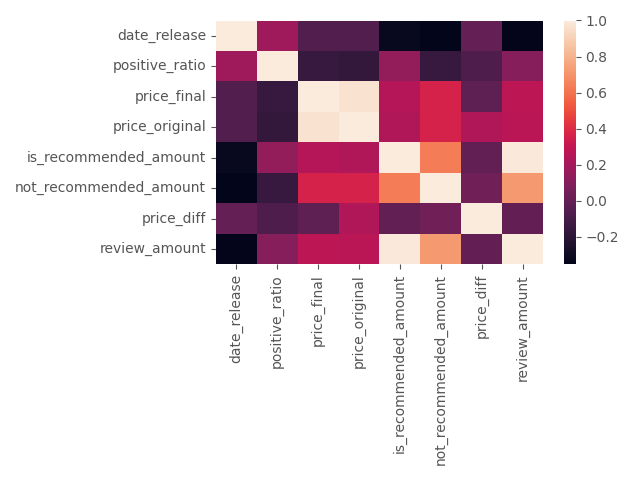 date_release
positive_ratio
price_final
price_original
is_recommended_amount
not_recommended_amount
price_diff
review_amount
date_release
positive_ratio
price_final
price_original
is_recommended_amount
not_recommended_amount
price_diff
review_amount
1.0
0.8
0.6
0.4
0.2
0.0
−0.2